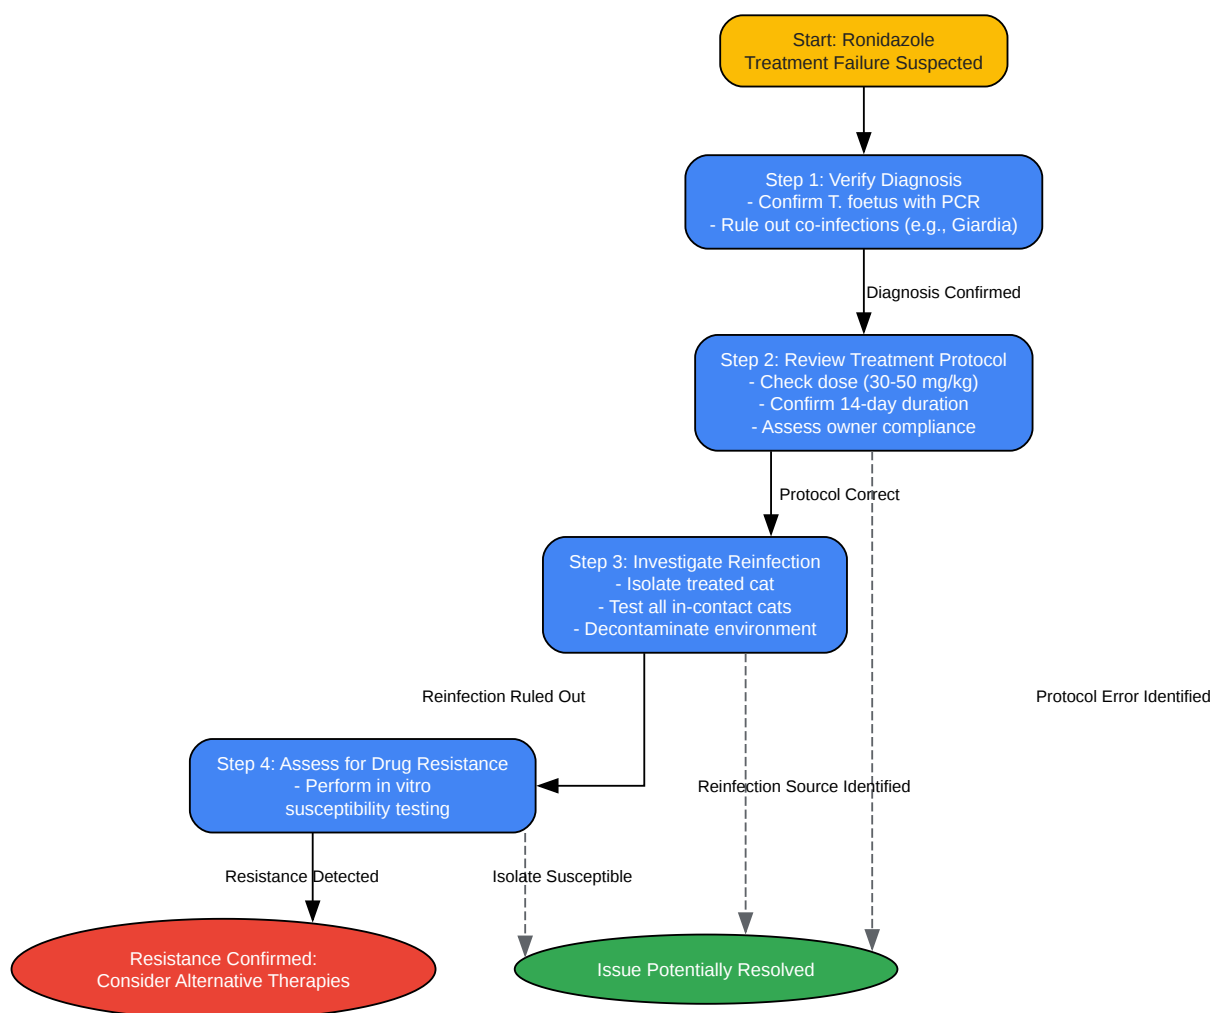 Start: Ronidazole
Treatment Failure Suspected
Step 1: Verify Diagnosis
- Confirm T. foetus with PCR
- Rule out co-infections (e.g., Giardia)
Diagnosis Confirmed
Step 2: Review Treatment Protocol
- Check dose (30-50 mg/kg)
- Confirm 14-day duration
- Assess owner compliance
Protocol Correct
Step 3: Investigate Reinfection
- Isolate treated cat
- Test all in-contact cats
- Decontaminate environment
Reinfection Ruled Out
Protocol Error Identified
Step 4: Assess for Drug Resistance
- Perform in vitro
susceptibility testing
Reinfection Source Identified
Resistance Detected
Isolate Susceptible
Resistance Confirmed:
Consider Alternative Therapies
Issue Potentially Resolved